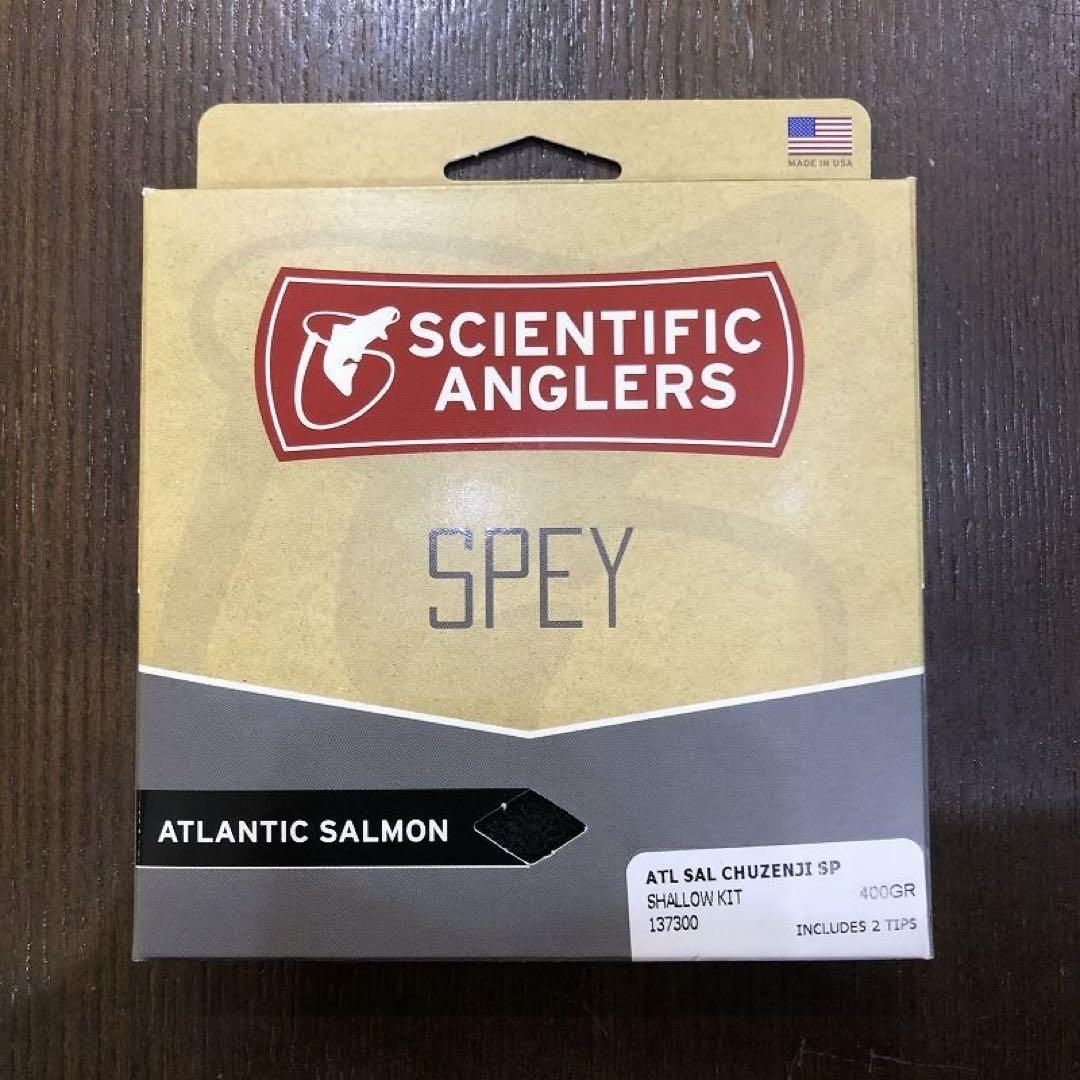 MADE IN USA
SCIENTIFIC
ANGLERS
SPEY
ATLANTIC SALMON
ATL SAL CHUZENJI SP
SHALLOW KIT 400GR
137300 INCLUDES 2 TIPS